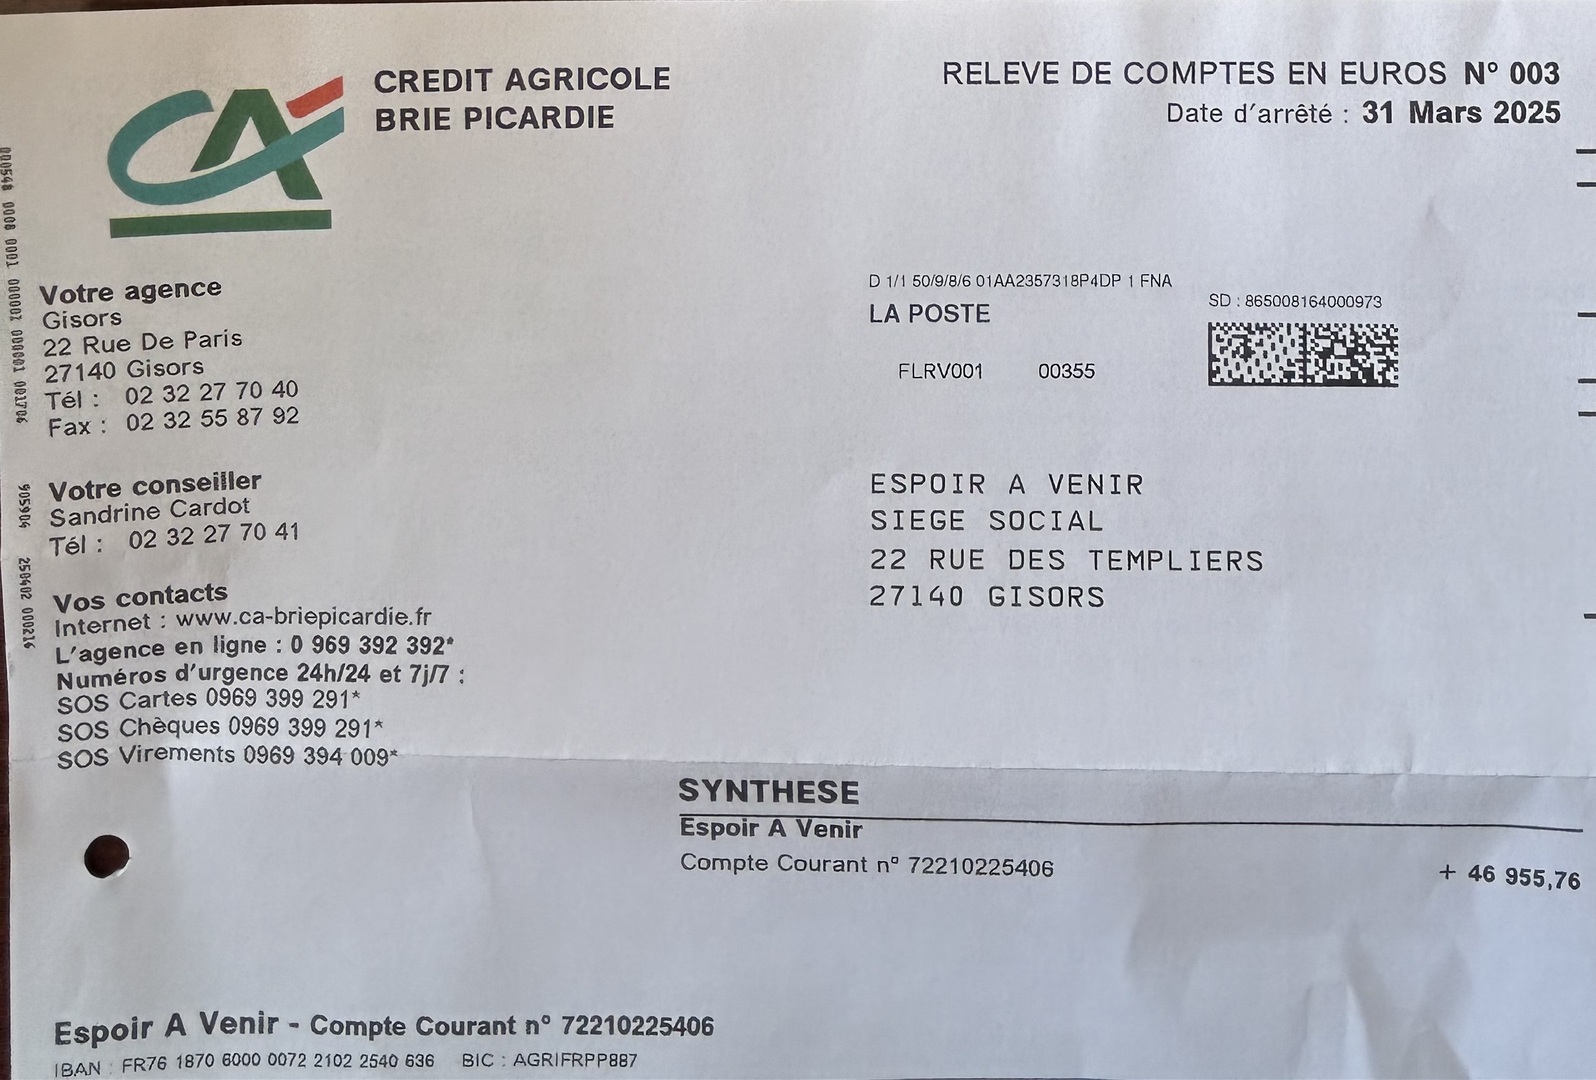 CREDIT AGRICOLE
BRIE PICARDIE
RELEVE DE COMPTES EN EUROS N° 003
Date d'arrêté : 31 Mars 2025
Votre agence
Gisors
22 Rue De Paris
27140 Gisors
Tél : 02 32 27 70 40
Fax : 02 32 55 87 92
D 1/1 50/9/8/6 01AA2357318P4DP 1 FNA
LA POSTE
SD : 865008164000973
FLRV001 00355
Votre conseiller
Sandrine Cardot
Tél : 02 32 27 70 41
ESPOIR A VENIR
SIEGE SOCIAL
22 RUE DES TEMPLIERS
27140 GISORS
Vos contacts
Internet : www.ca-briepicardie.fr
L'agence en ligne : 0 969 392 392*
Numéros d'urgence 24h/24 et 7j/7 :
SOS Cartes 0969 399 291*
SOS Chèques 0969 399 291*
SOS Virements 0969 394 009*
SYNTHESE
Espoir A Venir
Compte Courant n° 72210225406 + 46 955,76
Espoir A Venir - Compte Courant n° 72210225406
IBAN : FR76 1870 6000 0072 2102 2540 636 BIC : AGRIFRPP887